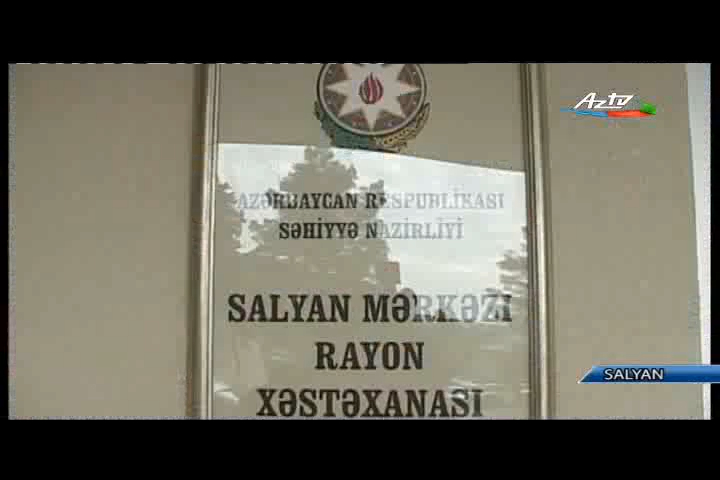 Aztv
AZƏRBAYCAN RESPUBLİKASI
SƏHİYYƏ NAZİRLİYİ
SALYAN MƏRKƏZİ
RAYON
XƏSTƏXANASI
SALYAN